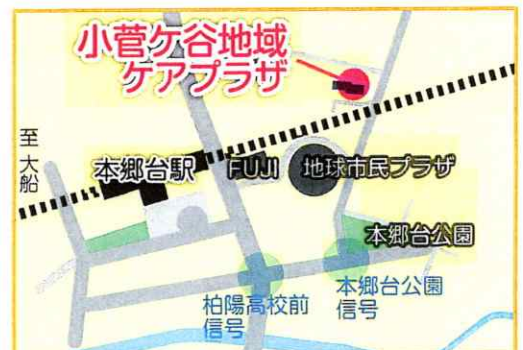 小菅ケ谷地域
ケアプラザ
至 大船
本郷台駅
FUJI
地球市民プラザ
本郷台公園
柏陽高校前
信号
本郷台公園
信号